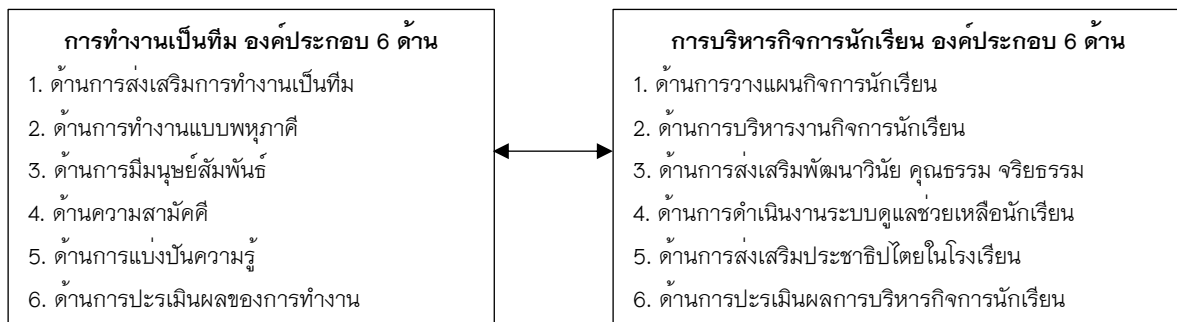 การทำงานเป็นทีม องค์ประกอบ 6 ด้าน
1. ด้านการส่งเสริมการทำงานเป็นทีม
2. ด้านการทำงานแบบพหุภาคี
3. ด้านการมีมนุษย์สัมพันธ์
4. ด้านความสามัคคี
5. ด้านการแบ่งปันความรู้
6. ด้านการประเมินผลของการทำงาน
การบริหารกิจการนักเรียน องค์ประกอบ 6 ด้าน
1. ด้านการวางแผนกิจการนักเรียน
2. ด้านการบริหารงานกิจการนักเรียน
3. ด้านการส่งเสริมพัฒนาวินัย คุณธรรม จริยธรรม
4. ด้านการดำเนินงานระบบดูแลช่วยเหลือนักเรียน
5. ด้านการส่งเสริมประชาธิปไตยในโรงเรียน
6. ด้านการประเมินผลการบริหารกิจการนักเรียน